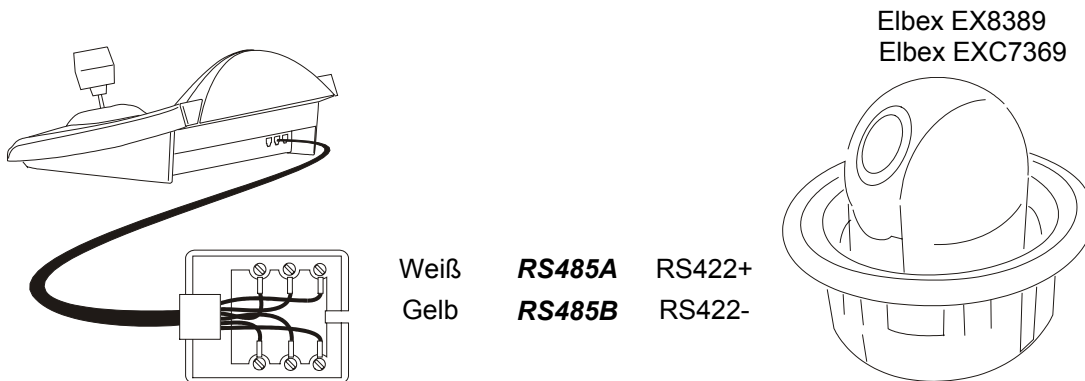 Elbex EX8389
Elbex EXC7369
Weiß RS485A RS422+
Gelb RS485B RS422-